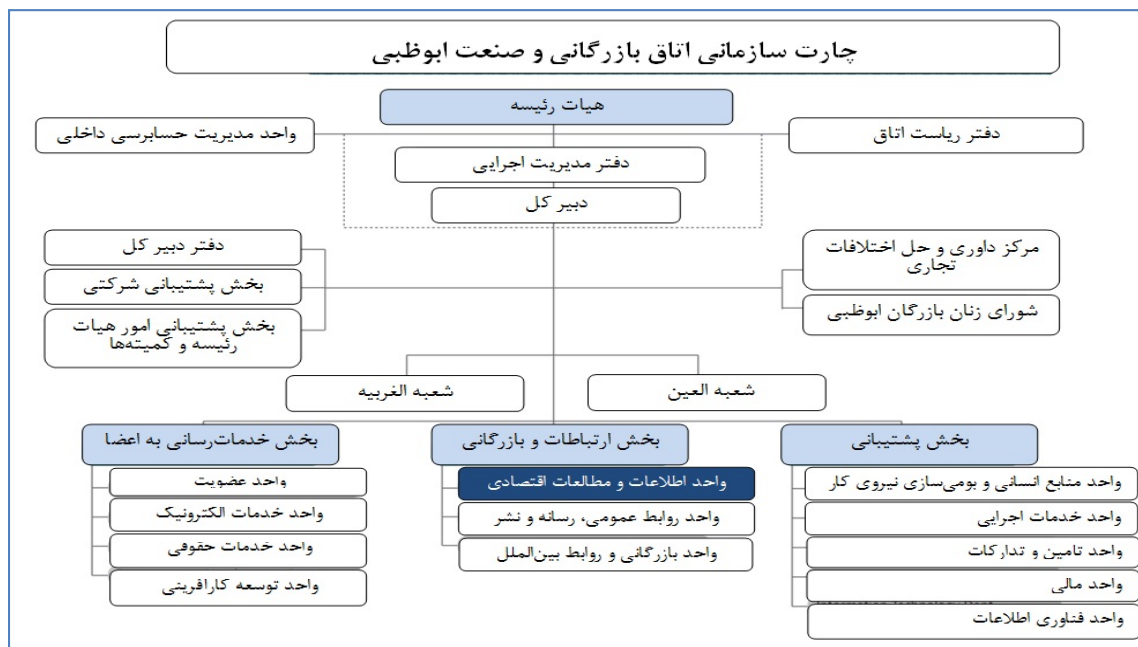 چارت سازمانی اتاق بازرگانی و صنعت ابوظبی
هیات رئیسه
دفتر ریاست اتاق
واحد مدیریت حسابرسی داخلی
دفتر مدیریت اجرایی
دبیر کل
مرکز داوری و حل اختلافات
تجاری
شورای زنان بازرگان ابوظبی
دفتر دبیر کل
بخش پشتیبانی شرکتی
بخش پشتیبانی امور هیات
رئیسه و کمیته‌ها
شعبه العین
شعبه الغربیه
بخش پشتیبانی
واحد منابع انسانی و بومی‌سازی نیروی کار
واحد خدمات اجرایی
واحد تامین و تدارکات
واحد مالی
واحد فناوری اطلاعات
بخش ارتباطات و بازرگانی
واحد اطلاعات و مطالعات اقتصادی
واحد روابط عمومی، رسانه و نشر
واحد بازرگانی و روابط بین‌الملل
بخش خدمات‌رسانی به اعضا
واحد عضویت
واحد خدمات الکترونیک
واحد خدمات حقوقی
واحد توسعه کارافرینی